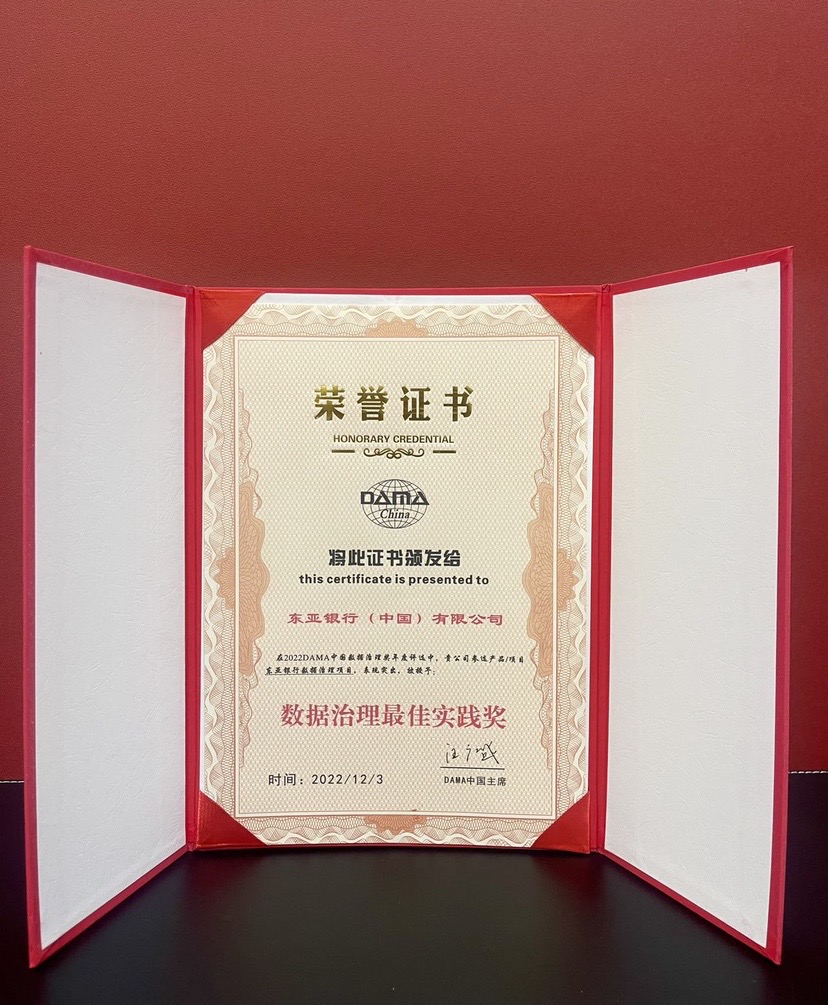 荣誉证书
HONORARY CREDENTIAL
DAMA
China
将此证书颁发给
this certificate is presented to
东亚银行（中国）有限公司
在2022DAMA中国数据治理奖年度评选中，贵公司参选产品/项目
东亚银行数据治理项目，表现突出，故授予：
数据治理最佳实践奖
汪广盛
时间：2022/12/3
DAMA中国主席